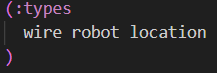 (:types
  wire robot location
)